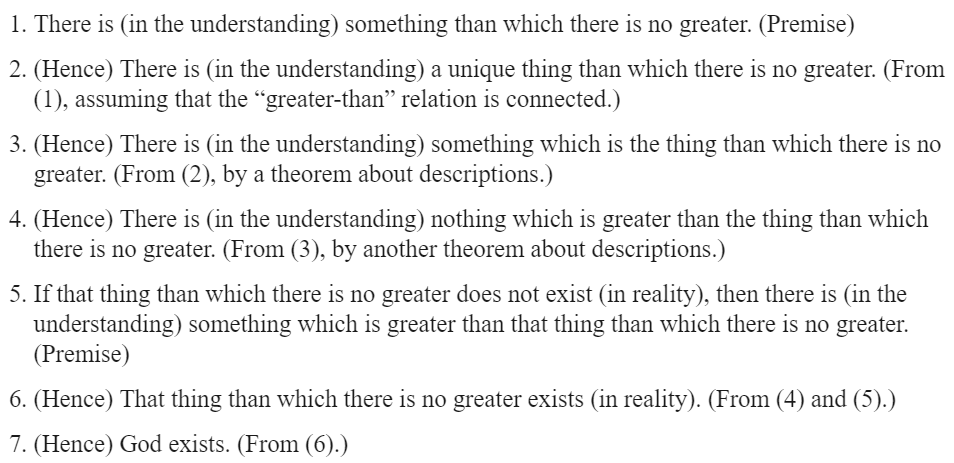 1. There is (in the understanding) something than which there is no greater. (Premise)
2. (Hence) There is (in the understanding) a unique thing than which there is no greater. (From
(1), assuming that the “greater-than” relation is connected.)
3. (Hence) There is (in the understanding) something which is the thing than which there is no
greater. (From (2), by a theorem about descriptions.)
4. (Hence) There is (in the understanding) nothing which is greater than the thing than which
there is no greater. (From (3), by another theorem about descriptions.)
5. If that thing than which there is no greater does not exist (in reality), then there is (in the
understanding) something which is greater than that thing than which there is no greater.
(Premise)
6. (Hence) That thing than which there is no greater exists (in reality). (From (4) and (5).)
7. (Hence) God exists. (From (6).)